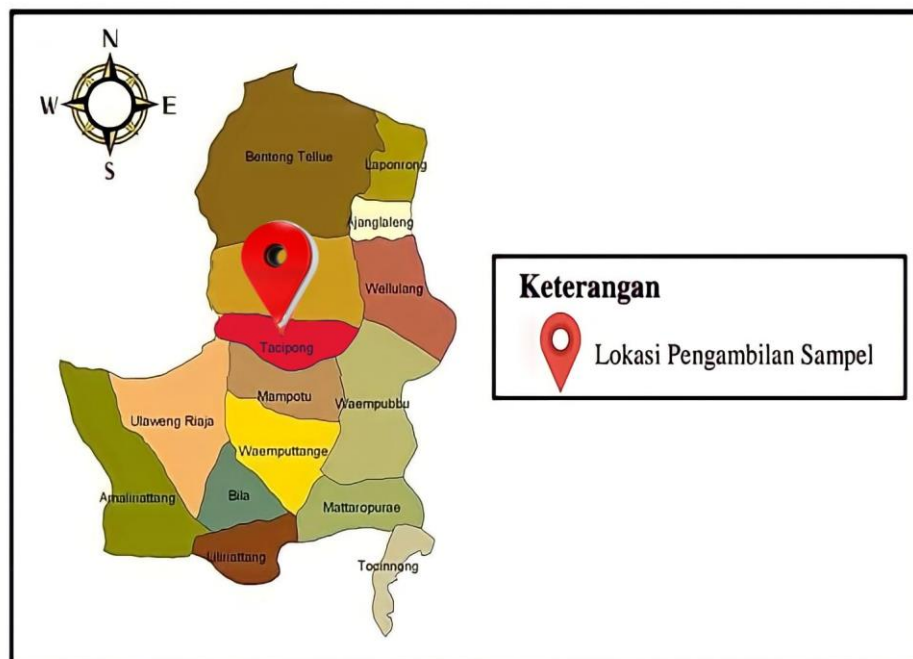 N
W E
S
Benteng Tellue
Laponrong
Ajanglaleng
Wellulang
Tacipong
Mampotu
Waempubbu
Ulaweng Riaja
Waemputtange
Amaliriattang
Bila
Mattaropurae
Liliriattang
Tocinnong
Keterangan
Lokasi Pengambilan Sampel